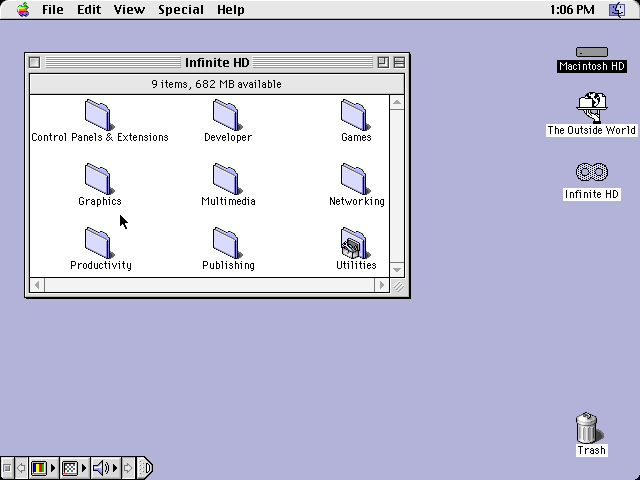 File Edit View Special Help 1:06 PM
Infinite HD
9 items, 682 MB available
Control Panels & Extensions Developer Games
Graphics Multimedia Networking
Productivity Publishing Utilities
Macintosh HD
The Outside World
Infinite HD
Trash